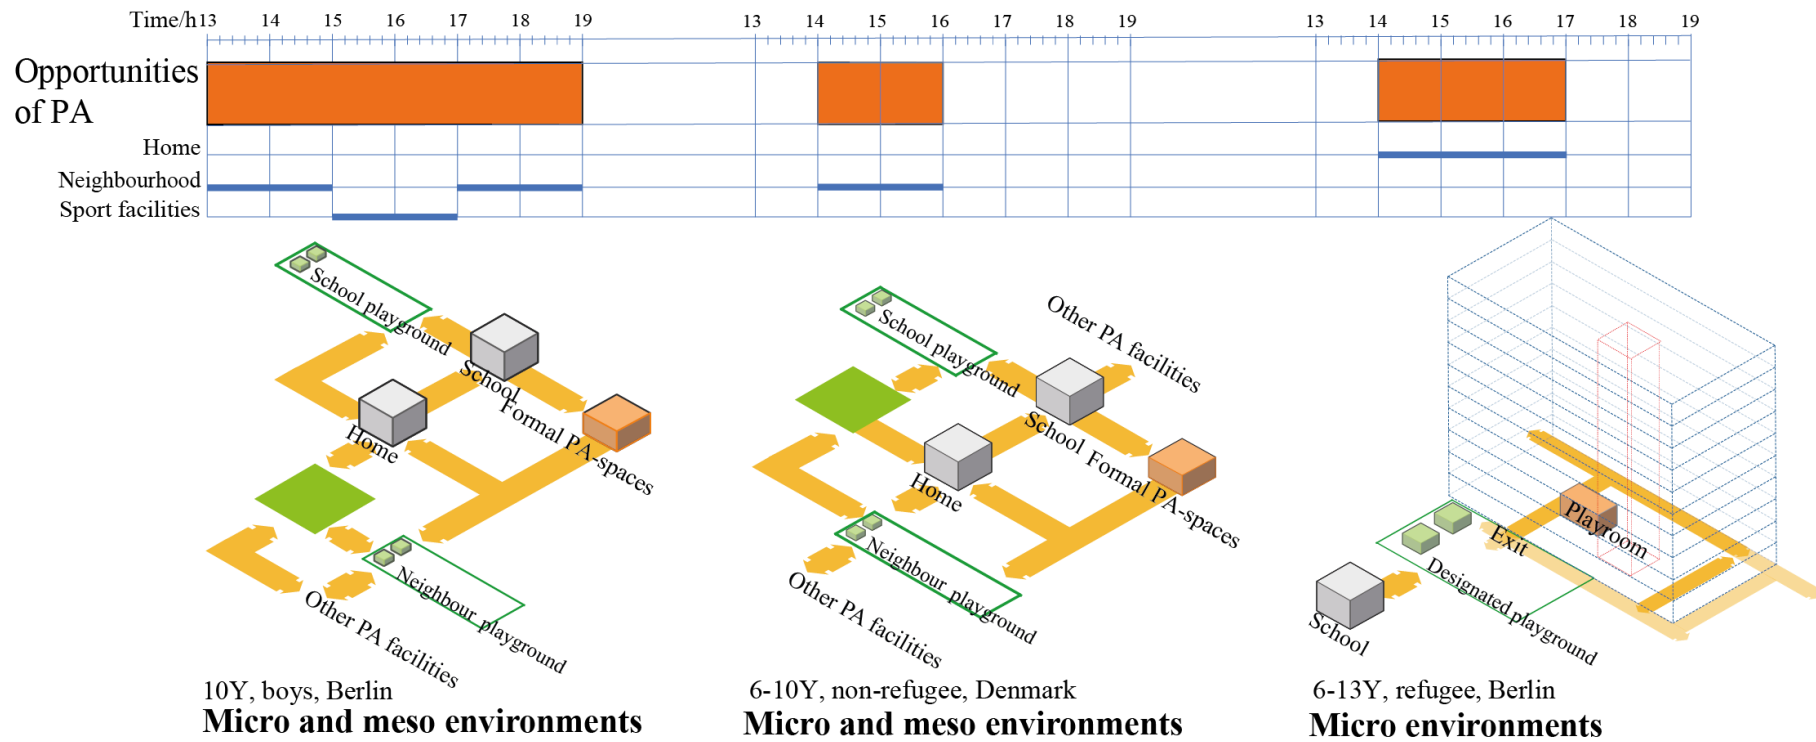 Time/h 13 14 15 16 17 18 19 13 14 15 16 17 18 19 13 14 15 16 17 18 19
Opportunities
of PA
Home
Neighbourhood
Sport facilities
School playground
School
Home
Formal PA-spaces
Neighbour playground
Other PA facilities
10Y, boys, Berlin
Micro and meso environments
School playground
Other PA facilities
School
Home
Formal PA-spaces
Neighbour playground
Other PA facilities
6-10Y, non-refugee, Denmark
Micro and meso environments
Playroom
Exit
Designated playground
School
6-13Y, refugee, Berlin
Micro environments